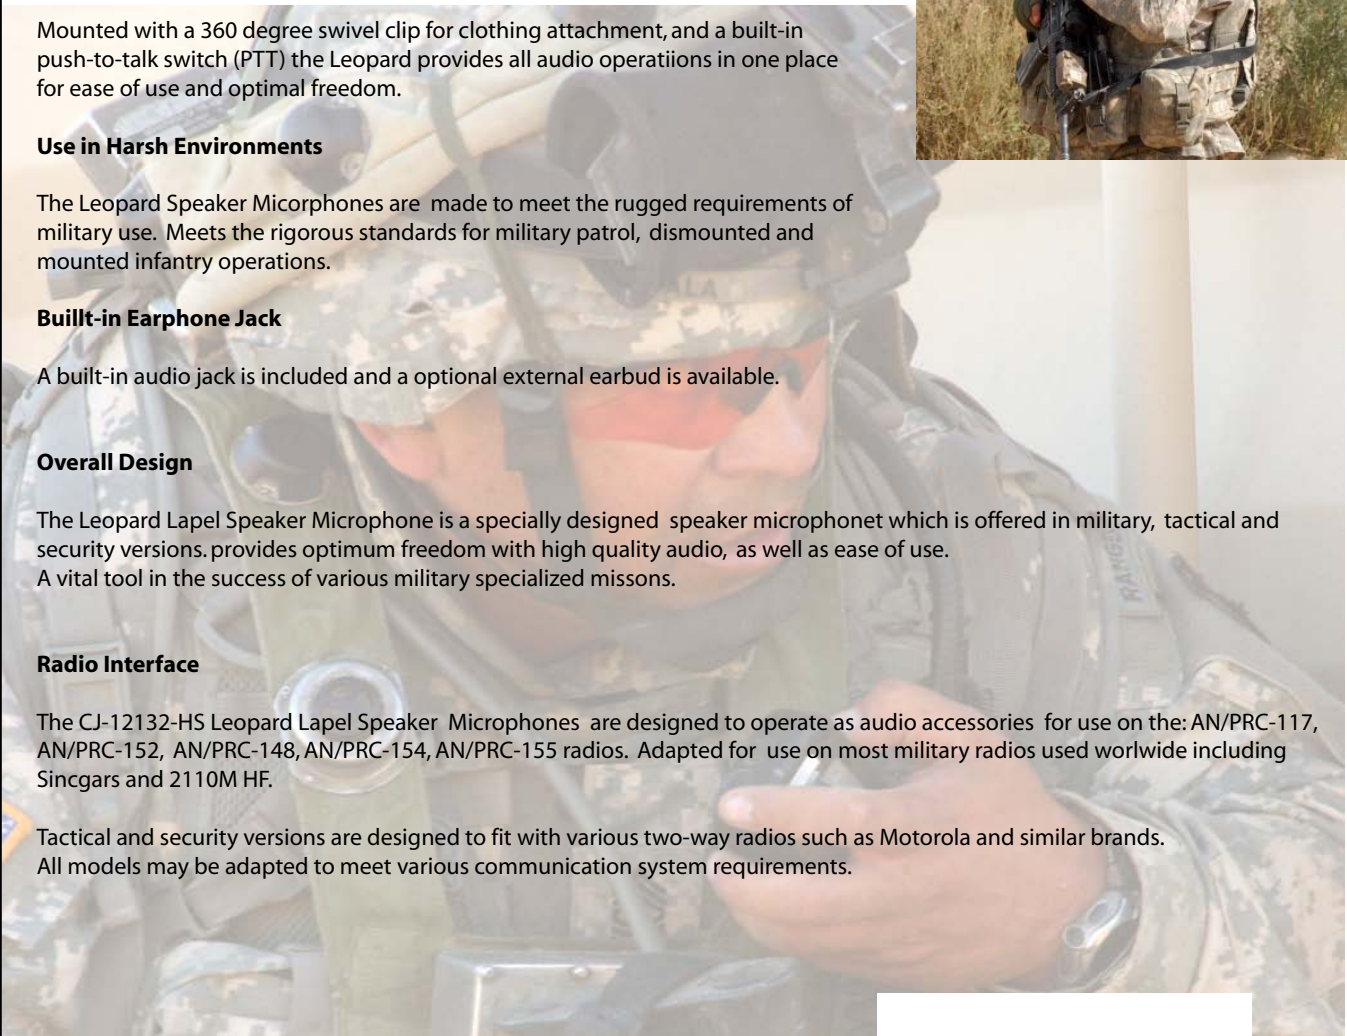 Mounted with a 360 degree swivel clip for clothing attachment, and a built-in
push-to-talk switch (PTT) the Leopard provides all audio operatiions in one place
for ease of use and optimal freedom.
Use in Harsh Environments
The Leopard Speaker Micorphones are made to meet the rugged requirements of
military use. Meets the rigorous standards for military patrol, dismounted and
mounted infantry operations.
Buillt-in Earphone Jack
A built-in audio jack is included and a optional external earbud is available.
Overall Design
The Leopard Lapel Speaker Microphone is a specially designed speaker microphonet which is offered in military, tactical and
security versions. provides optimum freedom with high quality audio, as well as ease of use.
A vital tool in the success of various military specialized missons.
Radio Interface
The CJ-12132-HS Leopard Lapel Speaker Microphones are designed to operate as audio accessories for use on the: AN/PRC-117,
AN/PRC-152, AN/PRC-148, AN/PRC-154, AN/PRC-155 radios. Adapted for use on most military radios used worlwide including
Sincgars and 2110M HF.
Tactical and security versions are designed to fit with various two-way radios such as Motorola and similar brands.
All models may be adapted to meet various communication system requirements.